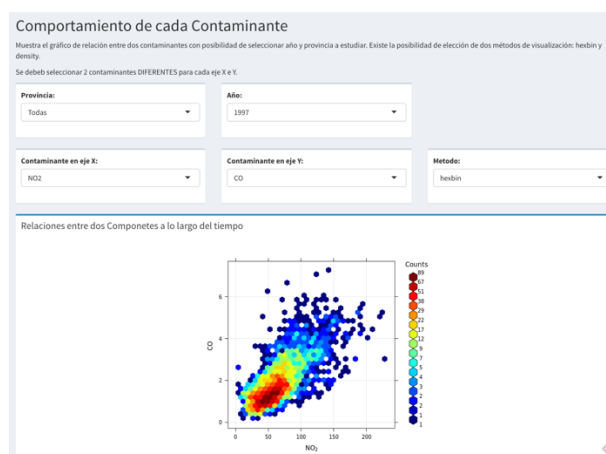 Comportamiento de cada Contaminante
Muestra el gráfico de relación entre dos contaminantes con posibilidad de seleccionar año y provincia a estudiar. Existe la posibilidad de elección de dos métodos de visualización: hexbin y
density.
Se debeb seleccionar 2 contaminantes DIFERENTES para cada eje X e Y.
Provincia:
Año:
Todas
1997
Contaminante en eje X:
Contaminante en eje Y:
Metodo:
NO2
CO
hexbin
Relaciones entre dos Componetes a lo largo del tiempo
Counts
89
67
51
38
29
22
17
12
9
7
5
4
3
2
2
1
1
6
4
2
0
CO
0 50 100 150 200
NO₂